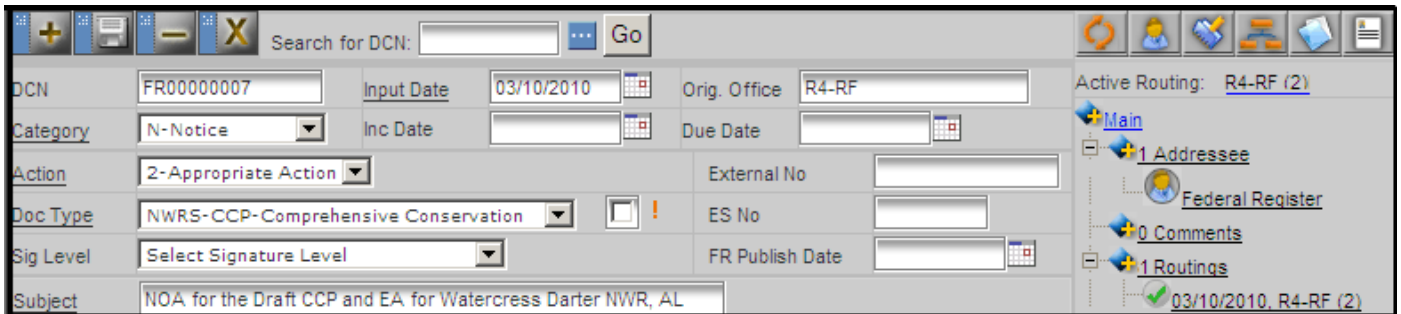 Search for DCN: ... Go
DCN FR00000007 Input Date 03/10/2010 Orig. Office R4-RF
Category N-Notice Inc Date Due Date
Action 2-Appropriate Action External No
Doc Type NWRS-CCP-Comprehensive Conservation ! ES No
Sig Level Select Signature Level FR Publish Date
Subject NOA for the Draft CCP and EA for Watercress Darter NWR, AL
Active Routing: R4-RF (2)
Main
1 Addressee
Federal Register
0 Comments
1 Routings
03/10/2010, R4-RF (2)